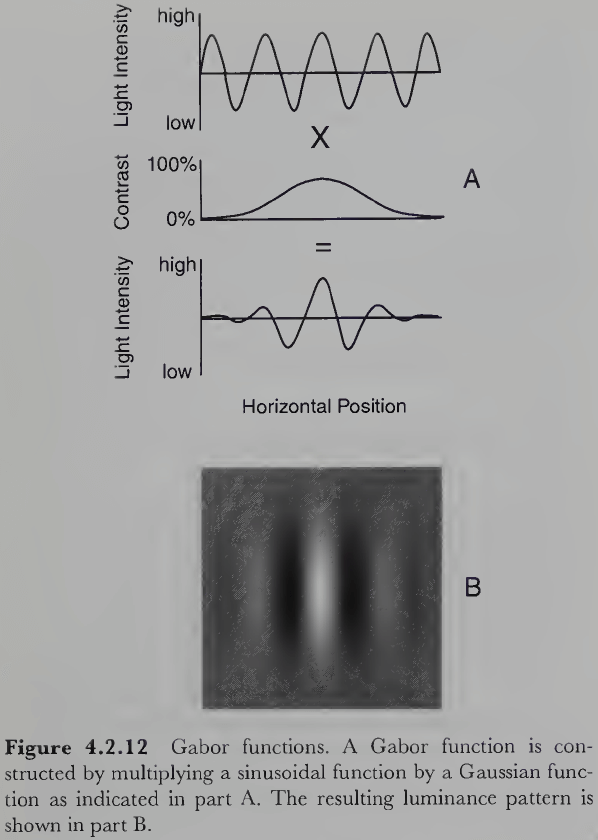 high
Light Intensity
low
X
100%
Contrast
A
0%
=
high
Light Intensity
low
Horizontal Position
B
Figure 4.2.12 Gabor functions. A Gabor function is con-
structed by multiplying a sinusoidal function by a Gaussian func-
tion as indicated in part A. The resulting luminance pattern is
shown in part B.